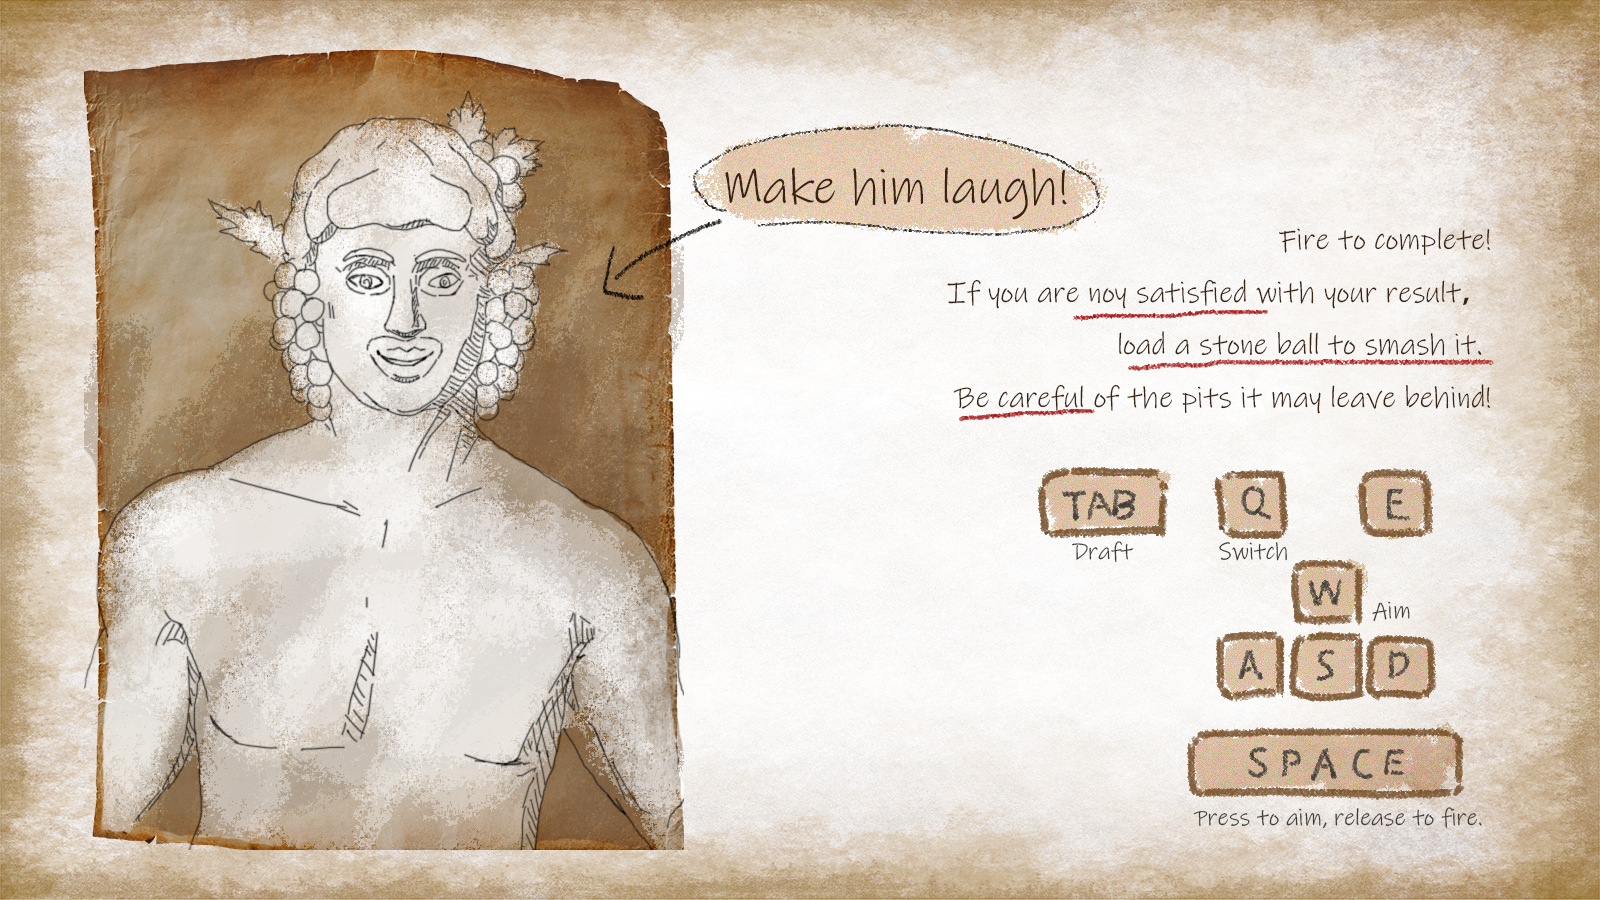 Make him laugh!
Fire to complete!
If you are noy satisfied with your result,
load a stone ball to smash it.
Be careful of the pits it may leave behind!
TAB Q E
Draft Switch
W
Aim
A S D
SPACE
Press to aim, release to fire.